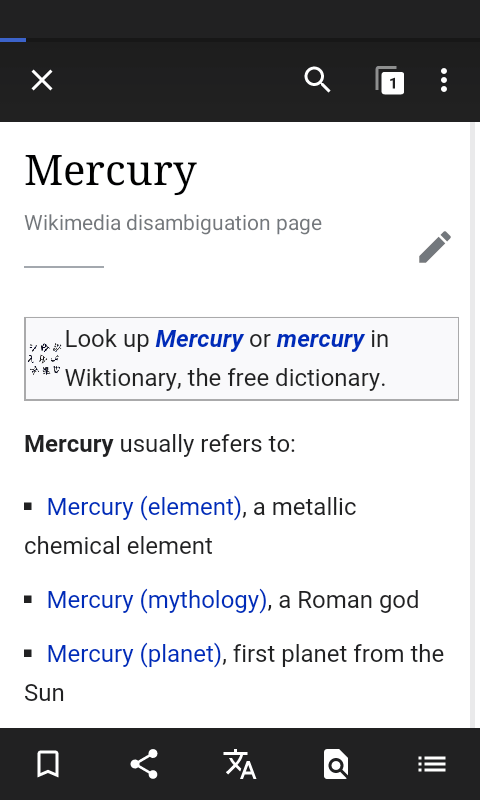 1
Mercury
Wikimedia disambiguation page
Look up Mercury or mercury in
Wiktionary, the free dictionary.
Mercury usually refers to:
Mercury (element), a metallic
chemical element
Mercury (mythology), a Roman god
Mercury (planet), first planet from the
Sun